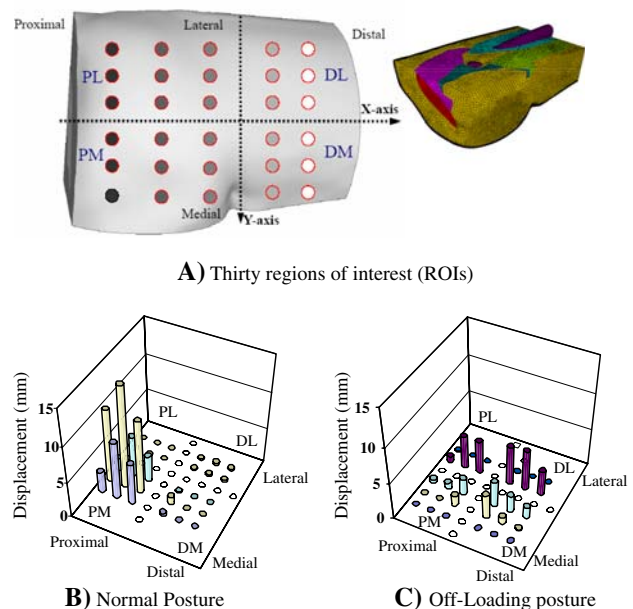 Proximal
Lateral
Distal
PL
DL
X-axis
PM
DM
Medial
Y-axis
A) Thirty regions of interest (ROIs)
Displacement (mm)
15
10
5
0
PL
DL
Lateral
PM
DM
Proximal
Distal
Medial
B) Normal Posture
Displacement (mm)
15
10
5
0
PL
DL
Lateral
PM
DM
Proximal
Distal
Medial
C) Off-Loading posture